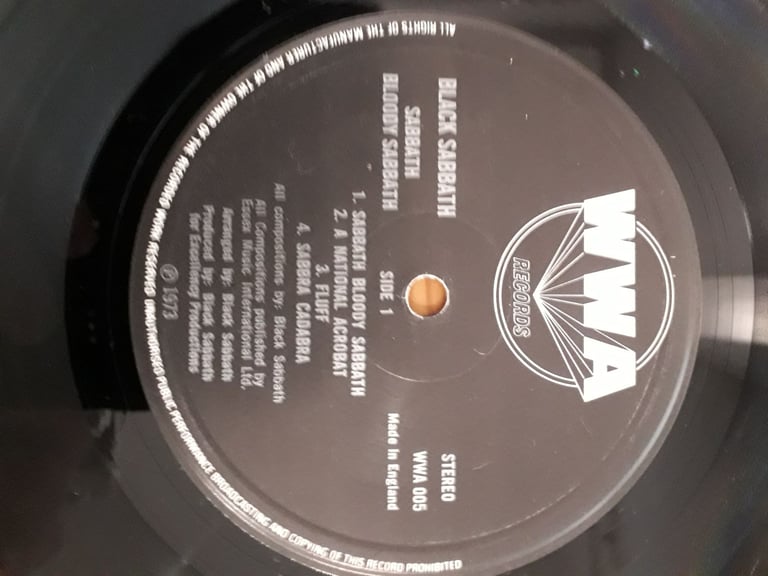 WWA
RECORDS
BLACK SABBATH
SABBATH
BLOODY SABBATH
STEREO
WWA 005
Made in England
SIDE 1
1. SABBATH BLOODY SABBATH
2. A NATIONAL ACROBAT
3. FLUFF
4. SABBRA CADABRA
All compositions by: Black Sabbath
All Compositions published by
Essex Music International Ltd.
Arranged by: Black Sabbath
Produced by: Black Sabbath
for Excellency Productions
℗ 1973
ALL RIGHTS OF THE MANUFACTURER AND OF THE OWNER OF THE RECORDED WORK RESERVED UNAUTHORISED PUBLIC PERFORMANCE BROADCASTING AND COPYING OF THIS RECORD PROHIBITED